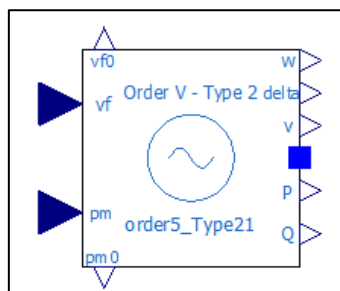 vf0
w
vf
Order V - Type 2
delta
v
pm
P
order5_Type21
Q
pm0